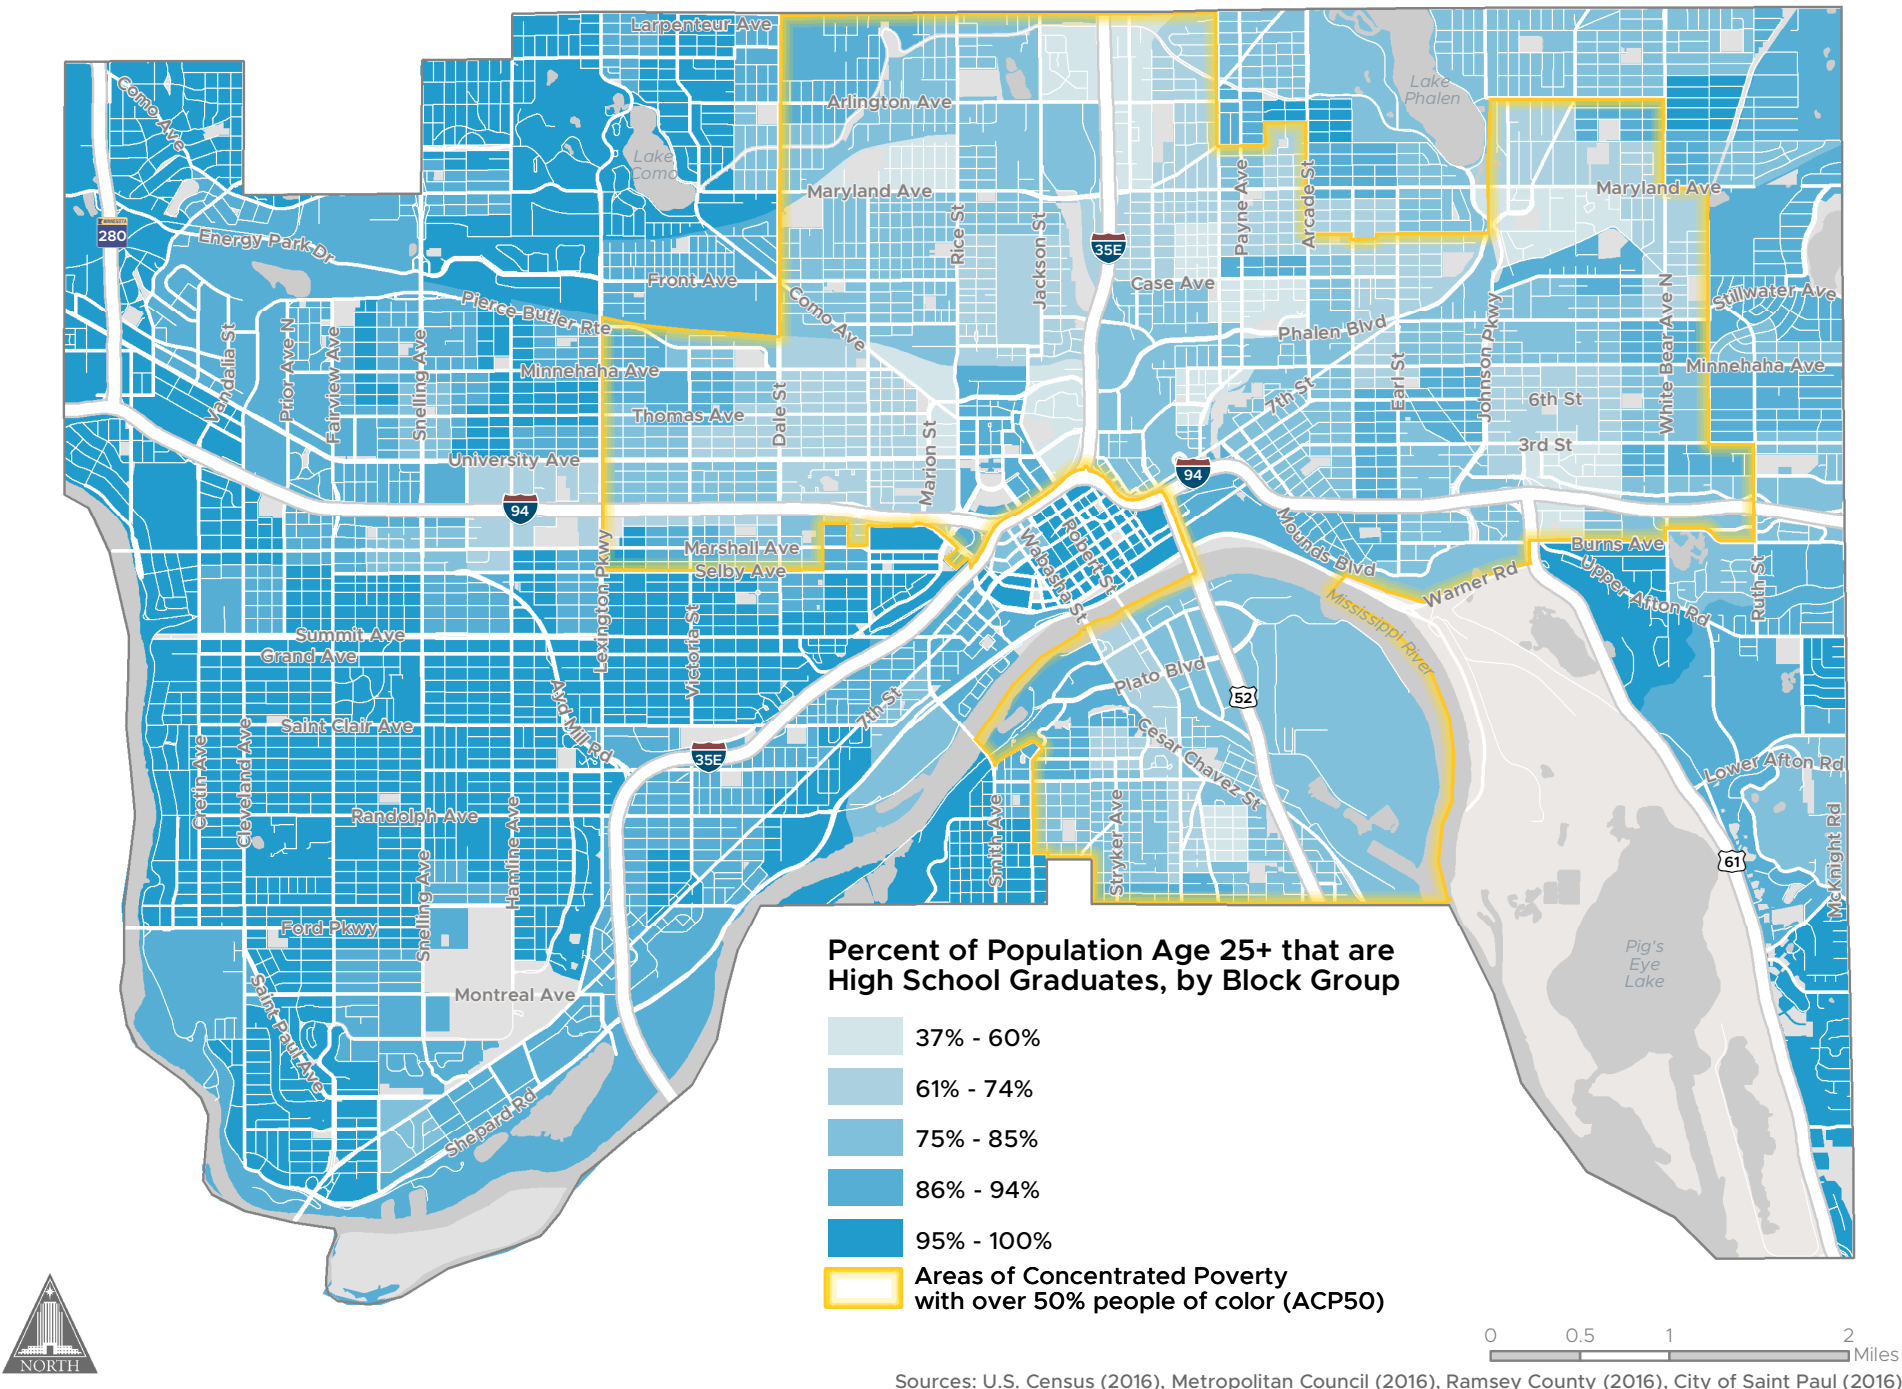 Larpenteur Ave
Como Ave
Arlington Ave
Lake
Phalen
Lake
Como
Maryland Ave
Maryland Ave
Payne Ave
Arcade St
Rice St
Jackson St
MINNESOTA
280
Energy Park Dr
35E
Front Ave
Case Ave
Pierce Butler Rte
Como Ave
Stillwater Ave
Phalen Blvd
Johnson Pkwy
White Bear Ave N
Vandalia St
Prior Ave N
Fairview Ave
Snelling Ave
Minnehaha Ave
Minnehaha Ave
Thomas Ave
Dale St
7th St
Earl St
6th St
3rd St
Marion St
University Ave
94
94
Lexington Pkwy
Marshall Ave
Selby Ave
Wabasha St
Robert St
Mounds Blvd
Burns Ave
Upper Afton Rd
Ruth St
Warner Rd
Mississippi River
Summit Ave
Grand Ave
Victoria St
Ayd Mill Rd
Plato Blvd
52
7th St
Saint Clair Ave
Cretin Ave
Cleveland Ave
35E
Cesar Chavez St
Lower Afton Rd
Randolph Ave
Hamline Ave
Snelling Ave
Smith Ave
Stryker Ave
61
McKnight Rd
Ford Pkwy
Pig's
Eye
Lake
Montreal Ave
Saint Paul Ave
Shepard Rd
Percent of Population Age 25+ that are
High School Graduates, by Block Group
37% - 60%
61% - 74%
75% - 85%
86% - 94%
95% - 100%
Areas of Concentrated Poverty
with over 50% people of color (ACP50)
NORTH
0 0.5 1 2
Miles
Sources: U.S. Census (2016), Metropolitan Council (2016), Ramsey County (2016), City of Saint Paul (2016)